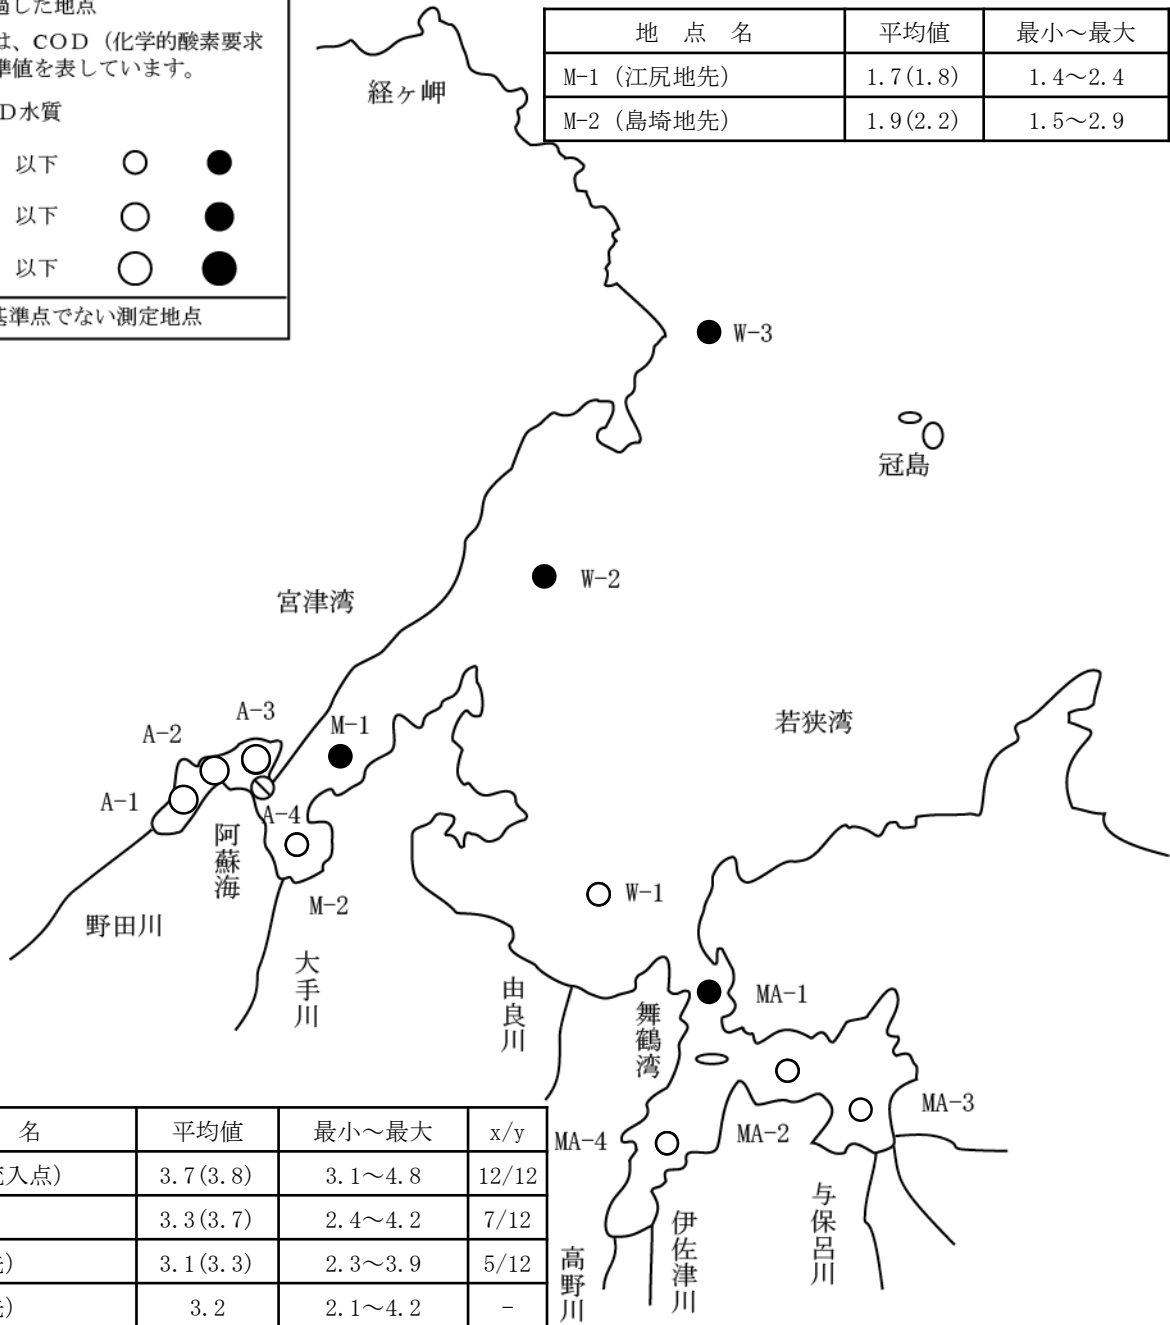 過した地点
は、COD（化学的酸素要求
準値を表しています。
D水質
以下
以下
以下
基準点でない測定地点
地 点 名 平均値 最小～最大
M-1（江尻地先） 1.7(1.8) 1.4～2.4
M-2（島埼地先） 1.9(2.2) 1.5～2.9
経ヶ岬
W-3
冠島
W-2
宮津湾
若狭湾
A-3
M-1
A-2
A-1
A-4
阿蘇海
W-1
M-2
野田川
大手川
由良川
舞鶴湾
MA-1
MA-3
MA-2
MA-4
与保呂川
伊佐津川
高野川
名 平均値 最小～最大 x/y
流入点） 3.7(3.8) 3.1～4.8 12/12
3.3(3.7) 2.4～4.2 7/12
先） 3.1(3.3) 2.3～3.9 5/12
先） 3.2 2.1～4.2 -